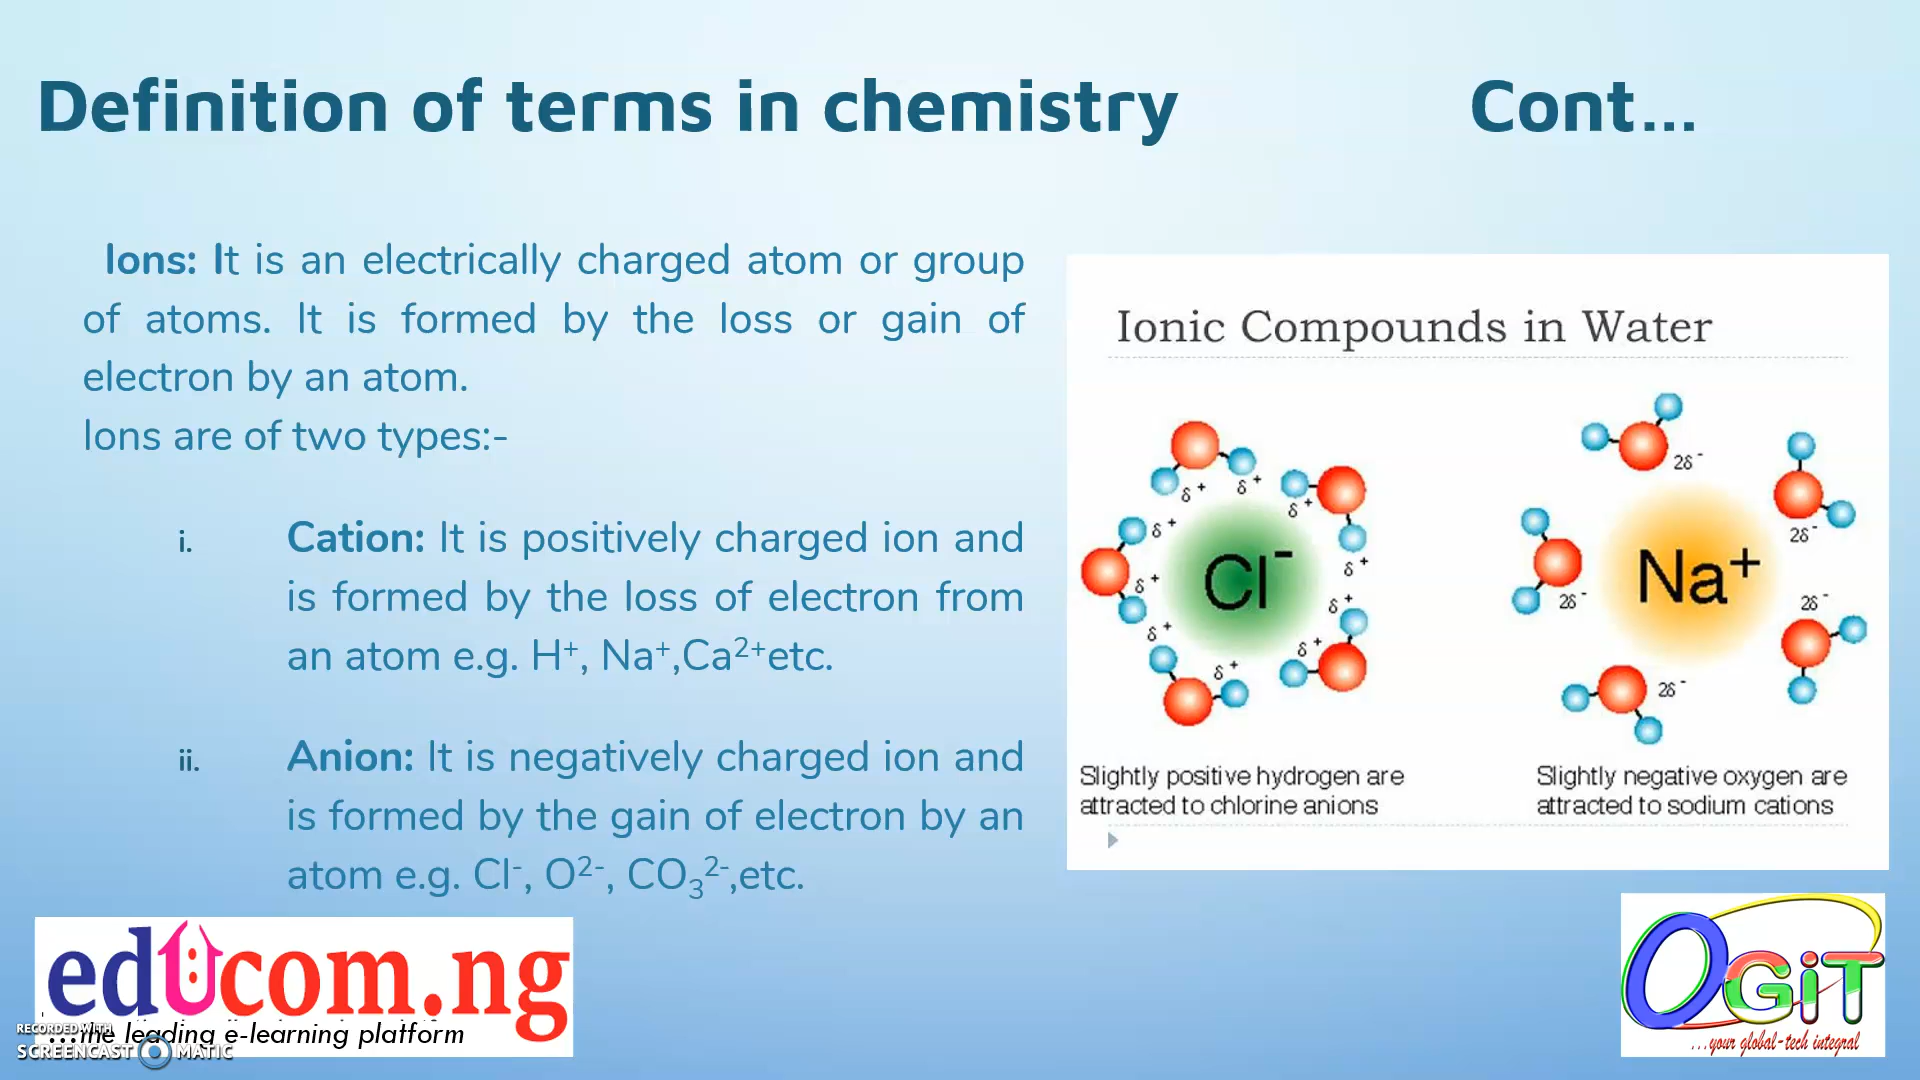 Definition of terms in chemistry Cont...
Ions: It is an electrically charged atom or group
of atoms. It is formed by the loss or gain of
electron by an atom.
Ions are of two types:-
i. Cation: It is positively charged ion and
is formed by the loss of electron from
an atom e.g. H⁺, Na⁺,Ca²⁺etc.
ii. Anion: It is negatively charged ion and
is formed by the gain of electron by an
atom e.g. Cl⁻, O²⁻, CO₃²⁻,etc.
Ionic Compounds in Water
δ⁺ δ⁺ δ⁺ δ⁺ δ⁺ δ⁺ δ⁺ δ⁺ δ⁺ δ⁺
Cl⁻
Slightly positive hydrogen are
attracted to chlorine anions
2δ⁻ 2δ⁻ 2δ⁻ 2δ⁻ 2δ⁻
Na⁺
Slightly negative oxygen are
attracted to sodium cations
educom.ng
...the leading e-learning platform
RECORDED WITH
SCREENCAST MATIC
OGiT
...your global-tech integral